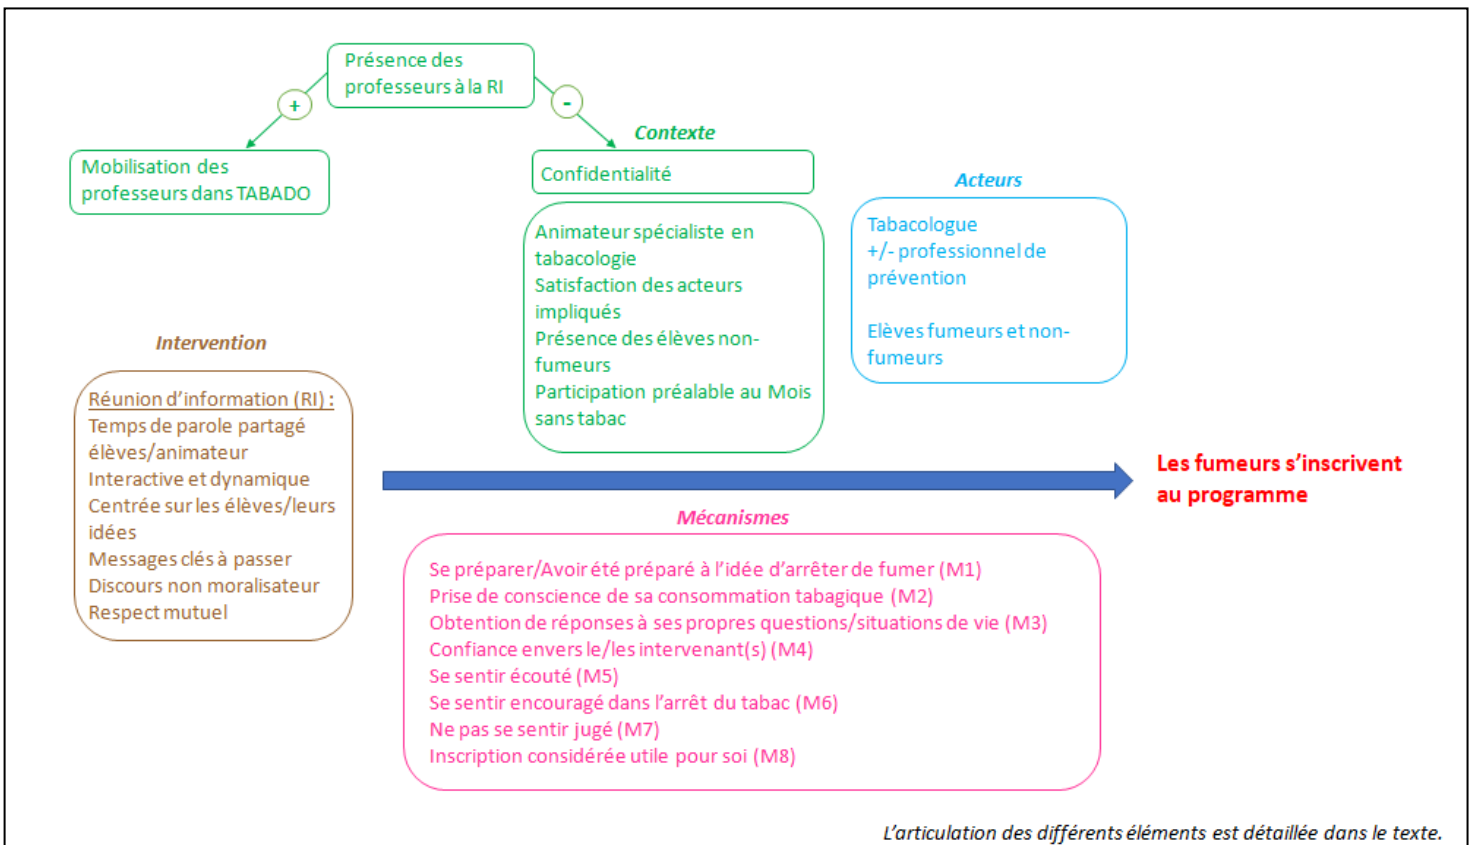 Présence des
professeurs à la RI
+
-
Contexte
Mobilisation des
professeurs dans TABADO
Confidentialité
Acteurs
Animateur spécialiste en
tabacologie
Satisfaction des acteurs
impliqués
Présence des élèves non-
fumeurs
Participation préalable au Mois
sans tabac
Tabacologue
+/- professionnel de
prévention
Elèves fumeurs et non-
fumeurs
Intervention
Réunion d’information (RI) :
Temps de parole partagé
élèves/animateur
Interactive et dynamique
Centrée sur les élèves/leurs
idées
Messages clés à passer
Discours non moralisateur
Respect mutuel
Les fumeurs s’inscrivent
au programme
Mécanismes
Se préparer/Avoir été préparé à l’idée d’arrêter de fumer (M1)
Prise de conscience de sa consommation tabagique (M2)
Obtention de réponses à ses propres questions/situations de vie (M3)
Confiance envers le/les intervenant(s) (M4)
Se sentir écouté (M5)
Se sentir encouragé dans l’arrêt du tabac (M6)
Ne pas se sentir jugé (M7)
Inscription considérée utile pour soi (M8)
L’articulation des différents éléments est détaillée dans le texte.